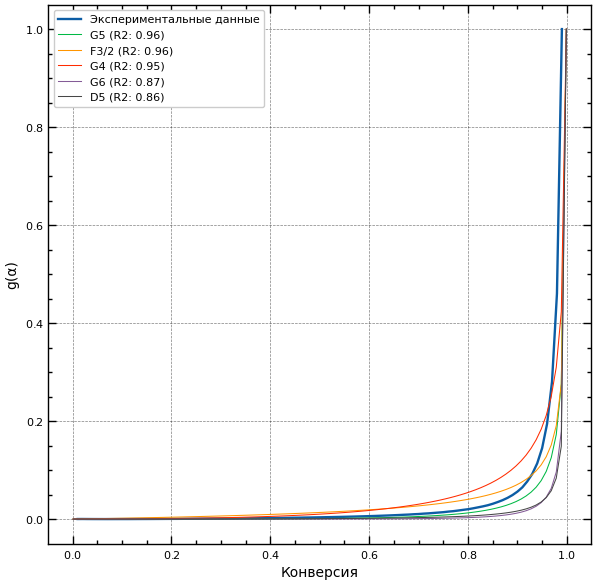 Экспериментальные данные
G5 (R2: 0.96)
F3/2 (R2: 0.96)
G4 (R2: 0.95)
G6 (R2: 0.87)
D5 (R2: 0.86)
1.0
0.8
0.6
0.4
0.2
0.0
g(α)
0.0 0.2 0.4 0.6 0.8 1.0
Конверсия